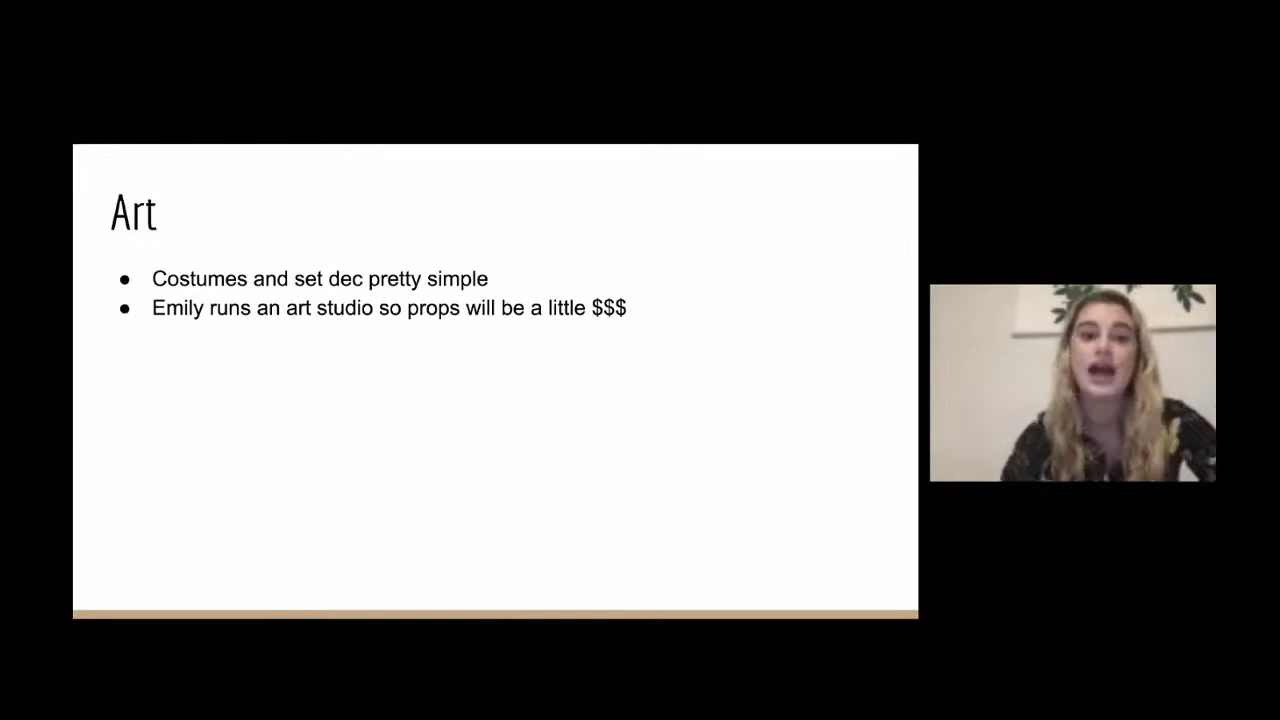 Art
● Costumes and set dec pretty simple
● Emily runs an art studio so props will be a little $$$